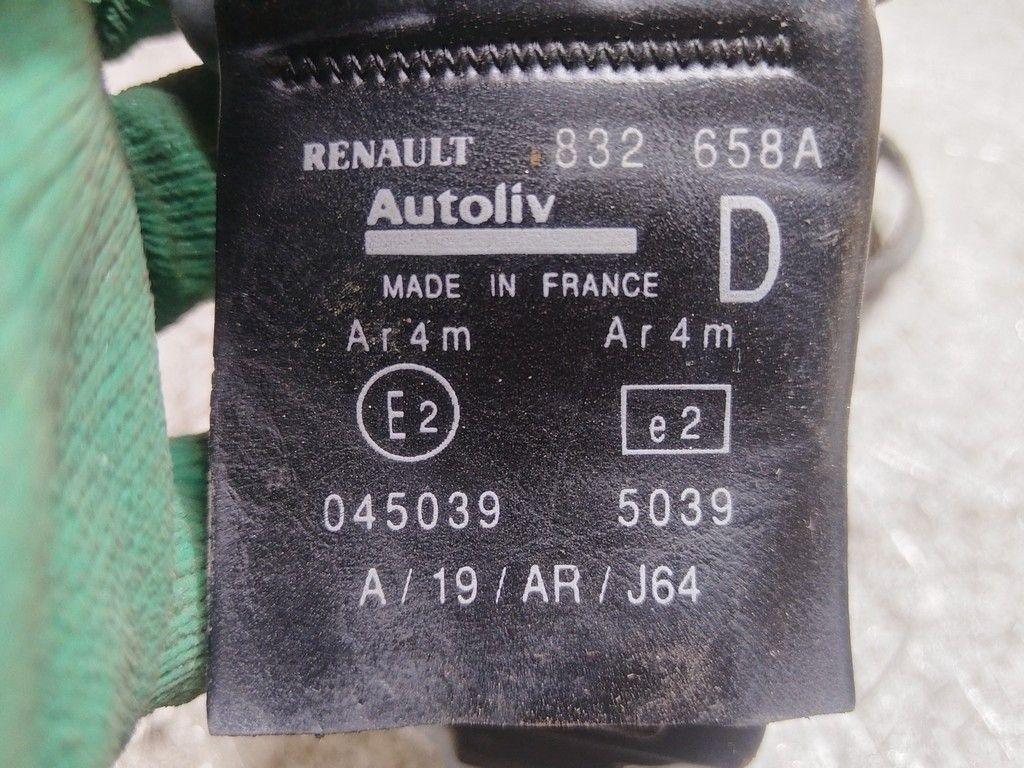 RENAULT 832 658A
Autoliv D
MADE IN FRANCE
Ar4m Ar4m
E2 e2
045039 5039
A / 19 / AR / J64